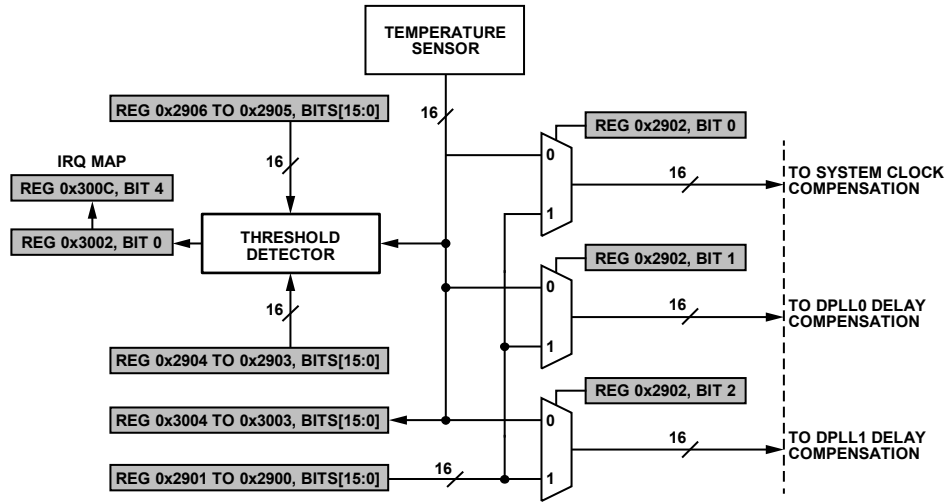 TEMPERATURE
SENSOR
REG 0x2906 TO 0x2905, BITS[15:0]
16
16
REG 0x2902, BIT 0
IRQ MAP
REG 0x300C, BIT 4
16
0
1
16
TO SYSTEM CLOCK
COMPENSATION
REG 0x3002, BIT 0
THRESHOLD
DETECTOR
REG 0x2902, BIT 1
0
1
16
TO DPLL0 DELAY
COMPENSATION
16
REG 0x2904 TO 0x2903, BITS[15:0]
REG 0x2902, BIT 2
REG 0x3004 TO 0x3003, BITS[15:0]
0
1
16
TO DPLL1 DELAY
COMPENSATION
REG 0x2901 TO 0x2900, BITS[15:0]
16